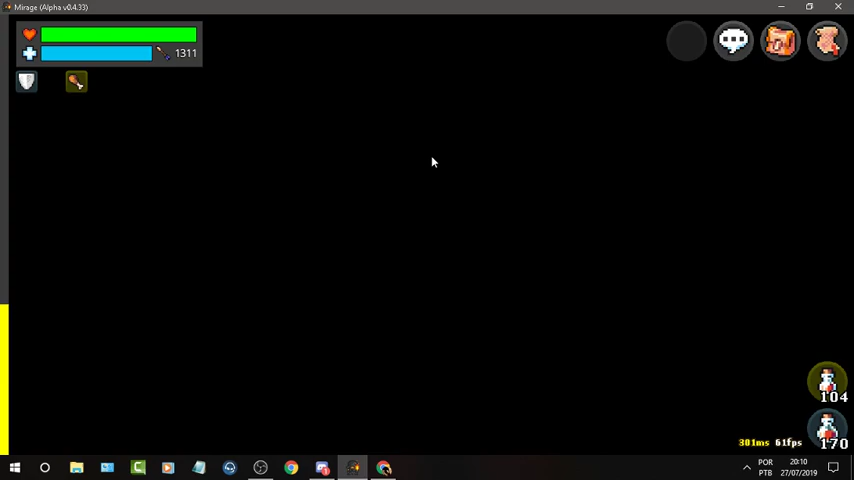 Mirage (Alpha v0.4.33)
1311
104
170
301ms 61fps
POR
PTB
20:10
27/07/2019